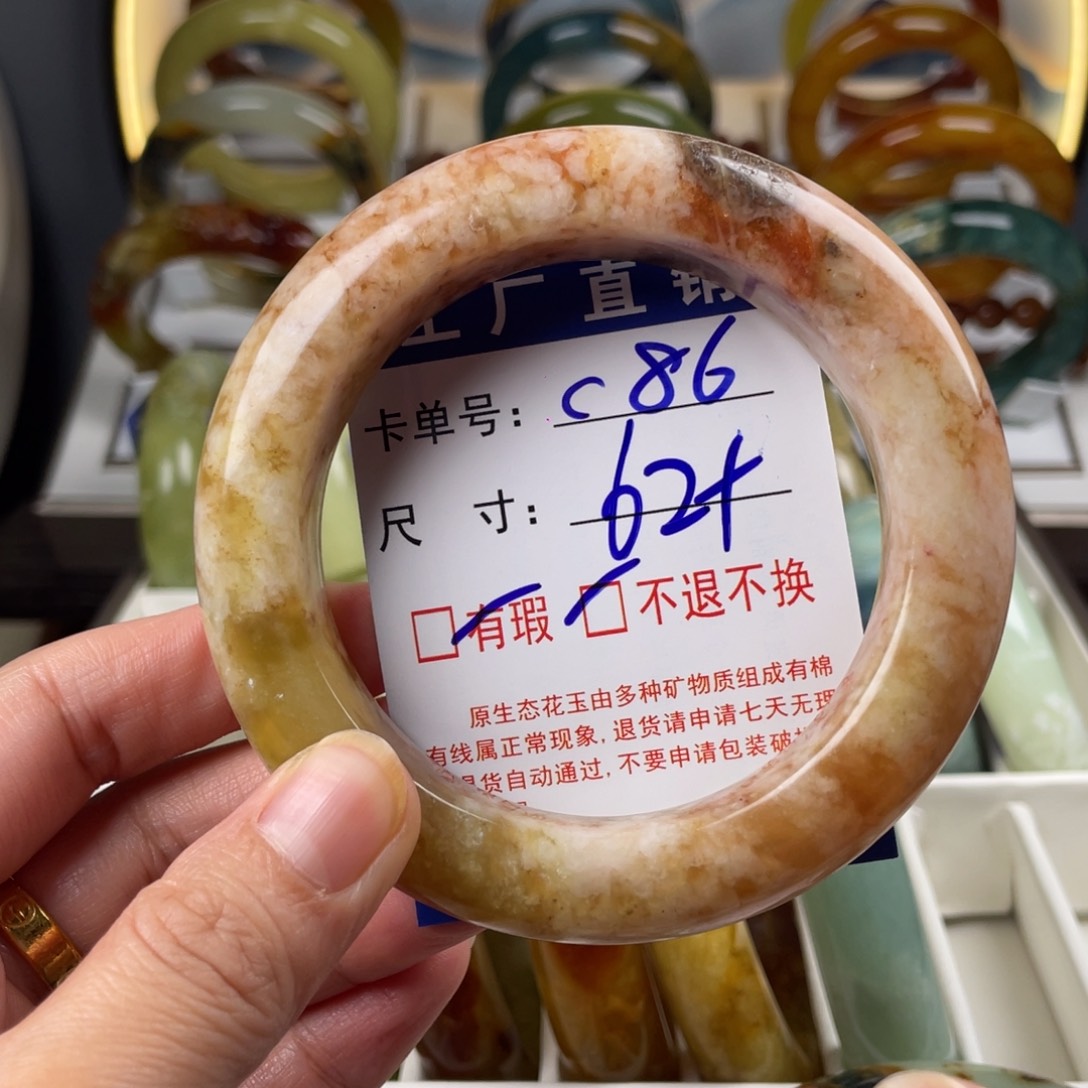 工厂直销
卡单号：C86
尺 寸：62+
□有瑕 □不退不换
原生态花玉由多种矿物质组成有棉
有线属正常现象,退货请申请七天无理
退货自动通过,不要申请包装破